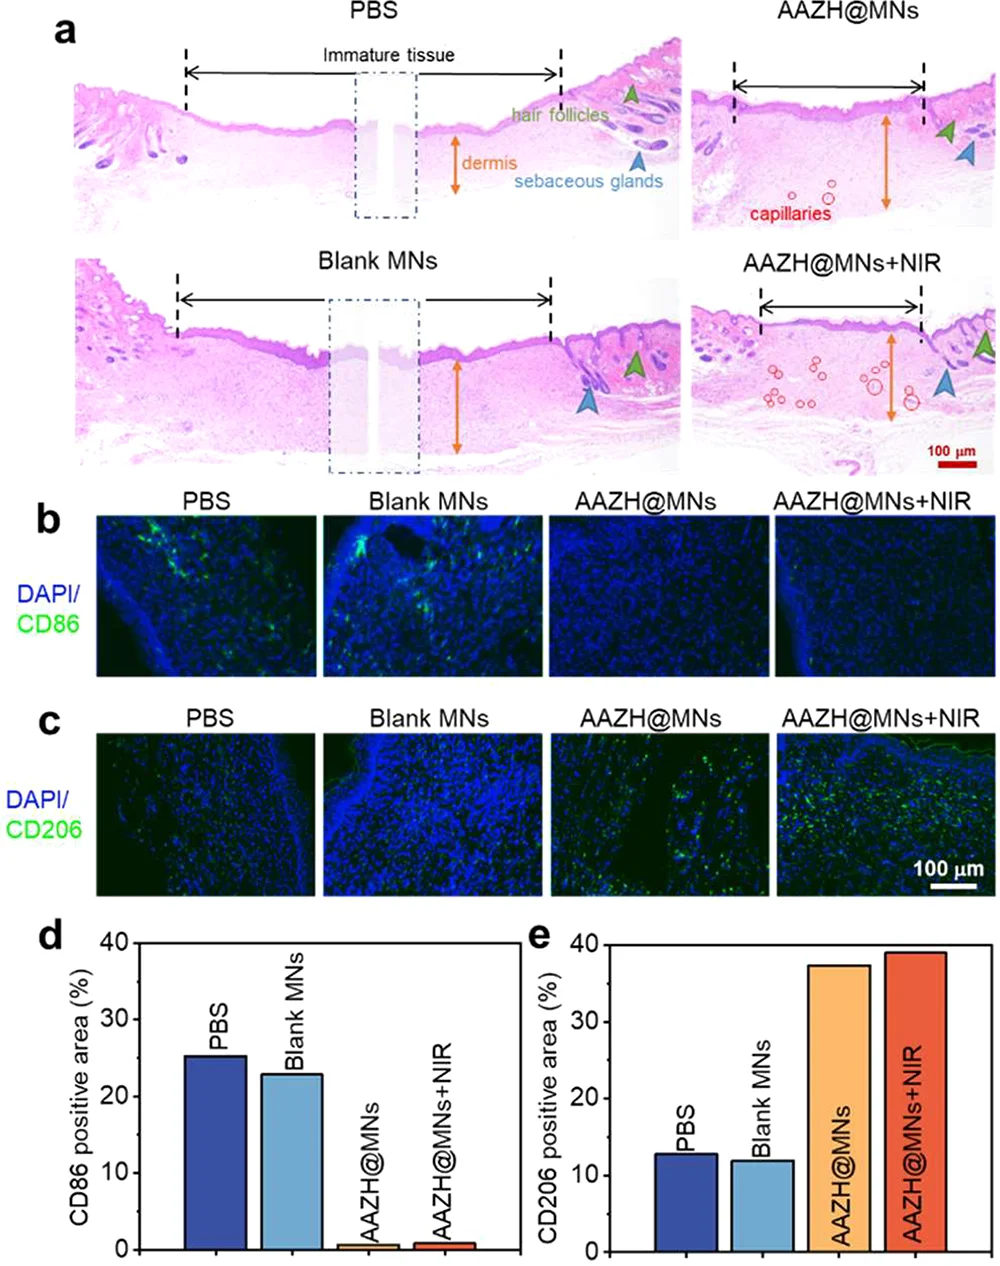 a
PBS
AAZH@MNs
Immature tissue
hair follicles
dermis
sebaceous glands
capillaries
Blank MNs
AAZH@MNs+NIR
100 μm
b
PBS
Blank MNs
AAZH@MNs
AAZH@MNs+NIR
DAPI/
CD86
c
PBS
Blank MNs
AAZH@MNs
AAZH@MNs+NIR
DAPI/
CD206
100 μm
d
CD86 positive area (%)
40
30
20
10
0
PBS
Blank MNs
AAZH@MNs
AAZH@MNs+NIR
e
CD206 positive area (%)
40
30
20
10
0
PBS
Blank MNs
AAZH@MNs
AAZH@MNs+NIR